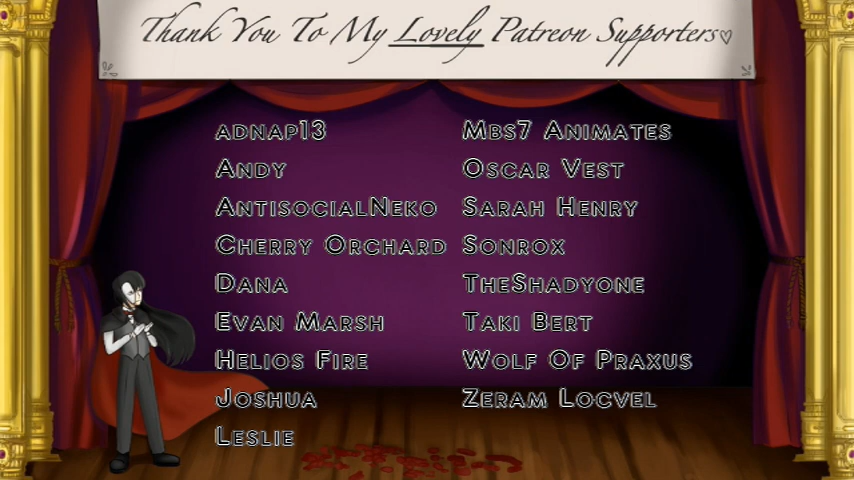 Thank You To My Lovely Patreon Supporters♡
adnap13
Andy
AntisocialNeko
Cherry Orchard
Dana
Evan Marsh
Helios Fire
Joshua
Leslie
Mbs7 Animates
Oscar Vest
Sarah Henry
Sonrox
TheShadyone
Taki Bert
Wolf Of Praxus
Zeram Locvel